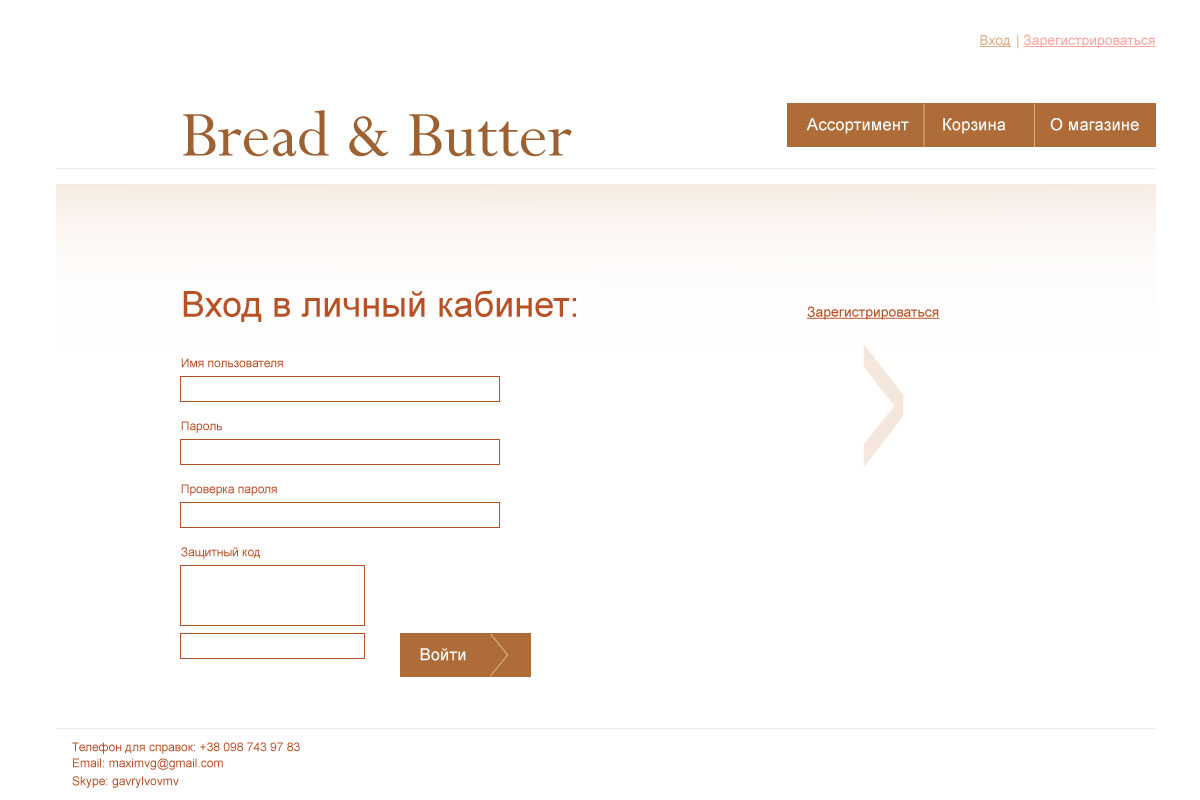 Вход | Зарегистрироваться
Bread & Butter
Ассортимент Корзина О магазине
Вход в личный кабинет:
Зарегистрироваться
Имя пользователя
Пароль
Проверка пароля
Защитный код
Войти
Телефон для справок: +38 098 743 97 83
Email: maximvg@gmail.com
Skype: gavrylvovmv